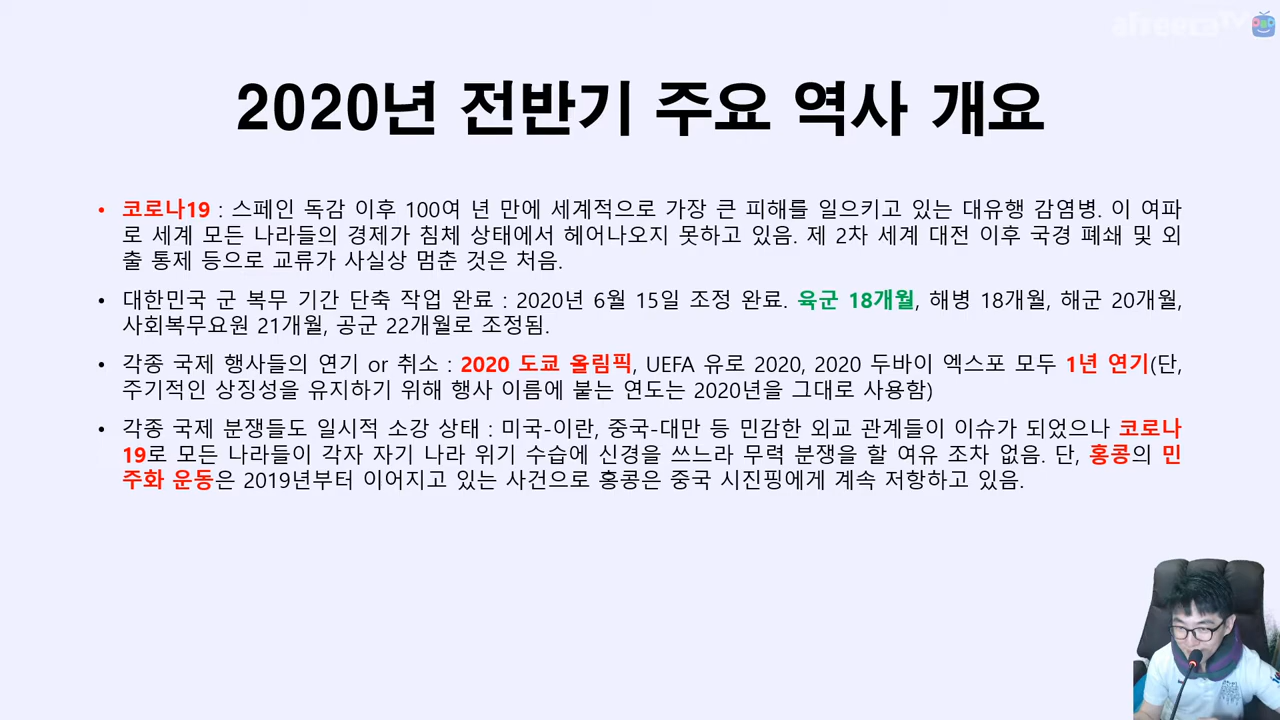 afreecaTV
2020년 전반기 주요 역사 개요
• 코로나19 : 스페인 독감 이후 100여 년 만에 세계적으로 가장 큰 피해를 일으키고 있는 대유행 감염병. 이 여파
로 세계 모든 나라들의 경제가 침체 상태에서 헤어나오지 못하고 있음. 제 2차 세계 대전 이후 국경 폐쇄 및 외
출 통제 등으로 교류가 사실상 멈춘 것은 처음.
• 대한민국 군 복무 기간 단축 작업 완료 : 2020년 6월 15일 조정 완료. 육군 18개월, 해병 18개월, 해군 20개월,
사회복무요원 21개월, 공군 22개월로 조정됨.
• 각종 국제 행사들의 연기 or 취소 : 2020 도쿄 올림픽, UEFA 유로 2020, 2020 두바이 엑스포 모두 1년 연기(단,
주기적인 상징성을 유지하기 위해 행사 이름에 붙는 연도는 2020년을 그대로 사용함)
• 각종 국제 분쟁들도 일시적 소강 상태 : 미국-이란, 중국-대만 등 민감한 외교 관계들이 이슈가 되었으나 코로나
19로 모든 나라들이 각자 자기 나라 위기 수습에 신경을 쓰느라 무력 분쟁을 할 여유 조차 없음. 단, 홍콩의 민
주화 운동은 2019년부터 이어지고 있는 사건으로 홍콩은 중국 시진핑에게 계속 저항하고 있음.